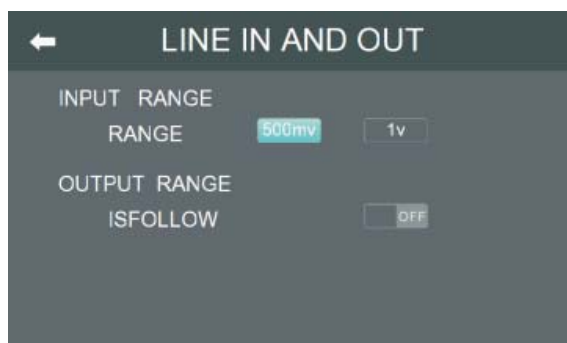 LINE IN AND OUT
INPUT RANGE
RANGE 500mv 1v
OUTPUT RANGE
ISFOLLOW OFF